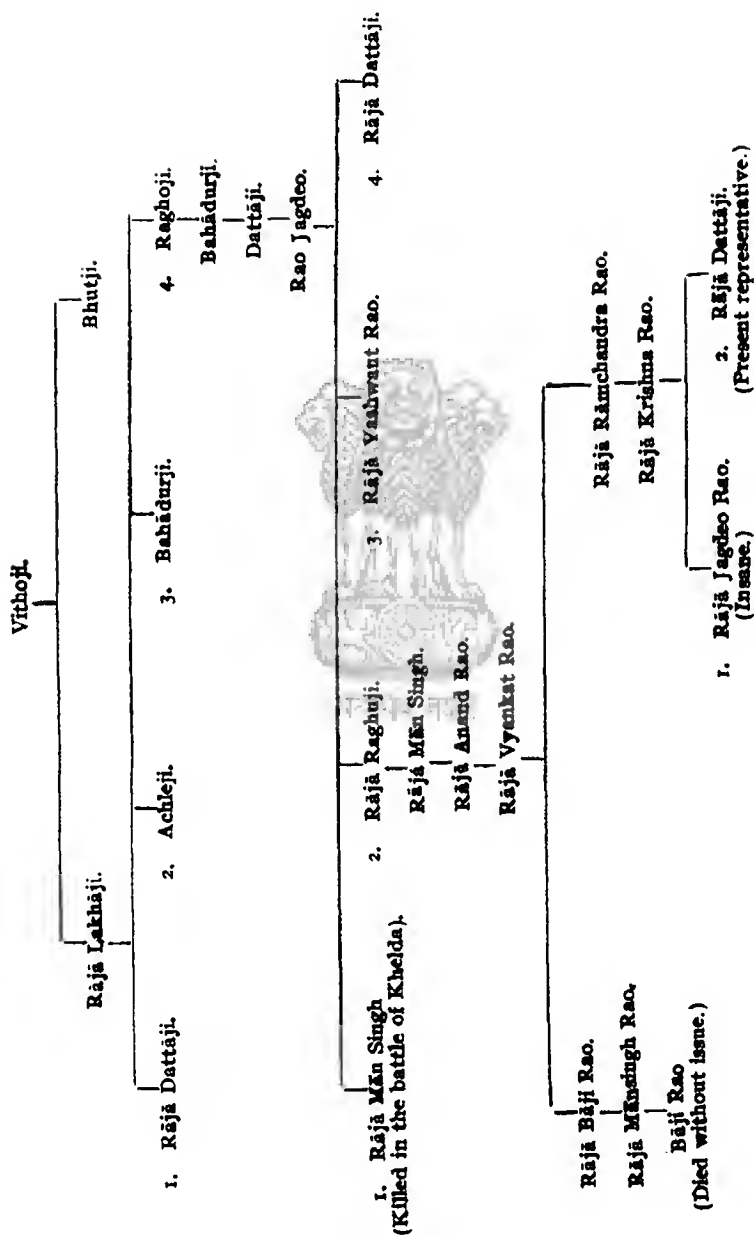 Vithoji.
Rājā Lakhāji.
Bhutji.
1. Rājā Dattāji.
2. Achleji.
3. Bahādurji.
4. Raghoji.
Bahādurji.
Dattāji.
Rao Jagdeo.
1. Rājā Mān Singh
(Killed in the battle of Khelda).
2. Rājā Raghuji.
3. Rājā Yashwant Rao.
4. Rājā Dattāji.
Rājā Mān Singh.
Rājā Anand Rao.
Rājā Vyankat Rao.
Rājā Bāji Rao.
Rājā Mānsingh Rao.
Bāji Rao
(Died without issue.)
Rājā Rāmchandra Rao.
Rājā Krishna Rao.
1. Rājā Jagdeo Rao.
(Insane.)
2. Rājā Dattāji.
(Present representative.)